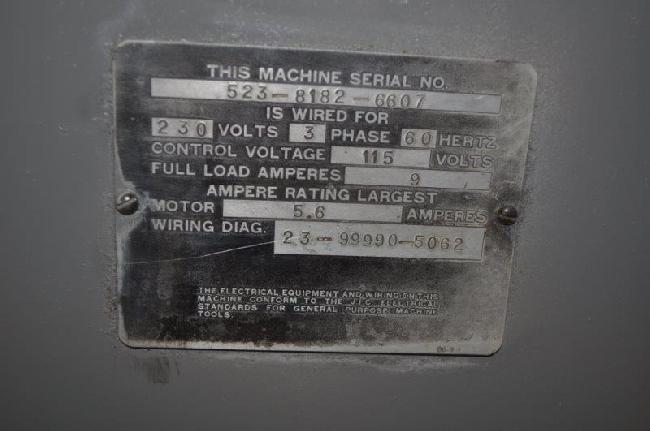 THIS MACHINE SERIAL NO.
523-8182-6607
IS WIRED FOR
230 VOLTS 3 PHASE 60 HERTZ
CONTROL VOLTAGE 115 VOLTS
FULL LOAD AMPERES 9
AMPERE RATING LARGEST
MOTOR 5.6 AMPERES
WIRING DIAG. 23-99990-5062
THE ELECTRICAL EQUIPMENT AND WIRING ON THIS
MACHINE CONFORM TO THE ELECTRICAL
STANDARDS FOR GENERAL PURPOSE MACHINE
TOOLS.